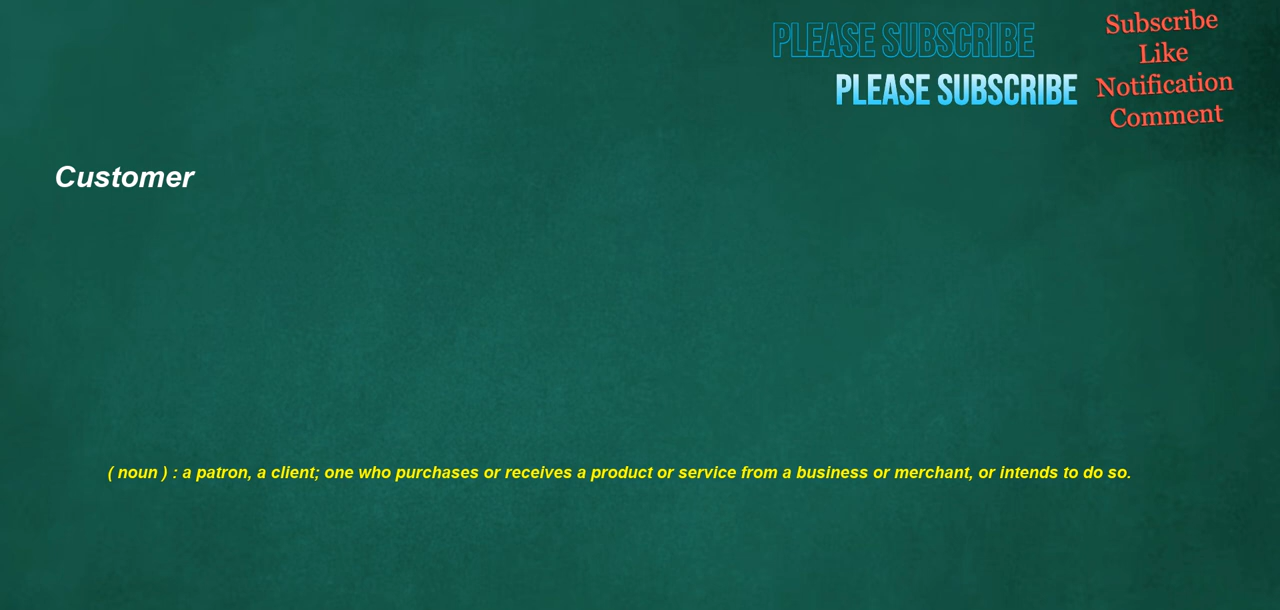 PLEASE SUBSCRIBE
PLEASE SUBSCRIBE
Subscribe
Like
Notification
Comment
Customer
( noun ) : a patron, a client; one who purchases or receives a product or service from a business or merchant, or intends to do so.